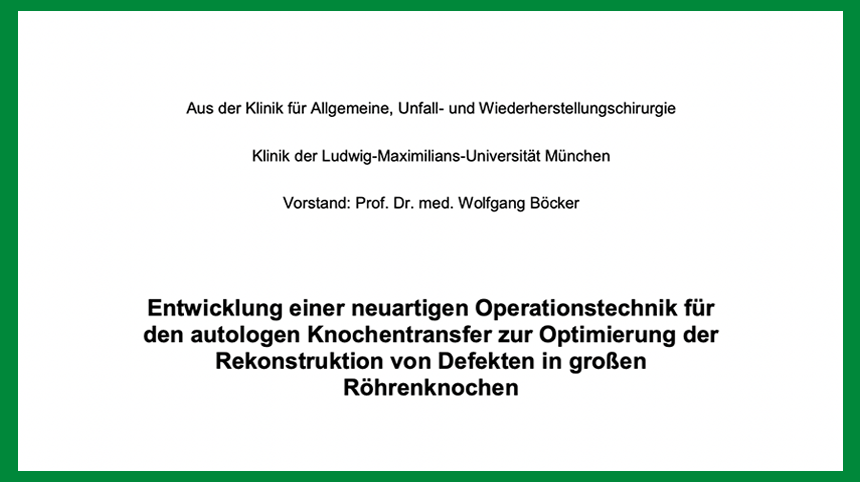 Aus der Klinik für Allgemeine, Unfall- und Wiederherstellungschirurgie
Klinik der Ludwig-Maximilians-Universität München
Vorstand: Prof. Dr. med. Wolfgang Böcker
Entwicklung einer neuartigen Operationstechnik für
den autologen Knochentransfer zur Optimierung der
Rekonstruktion von Defekten in großen
Röhrenknochen